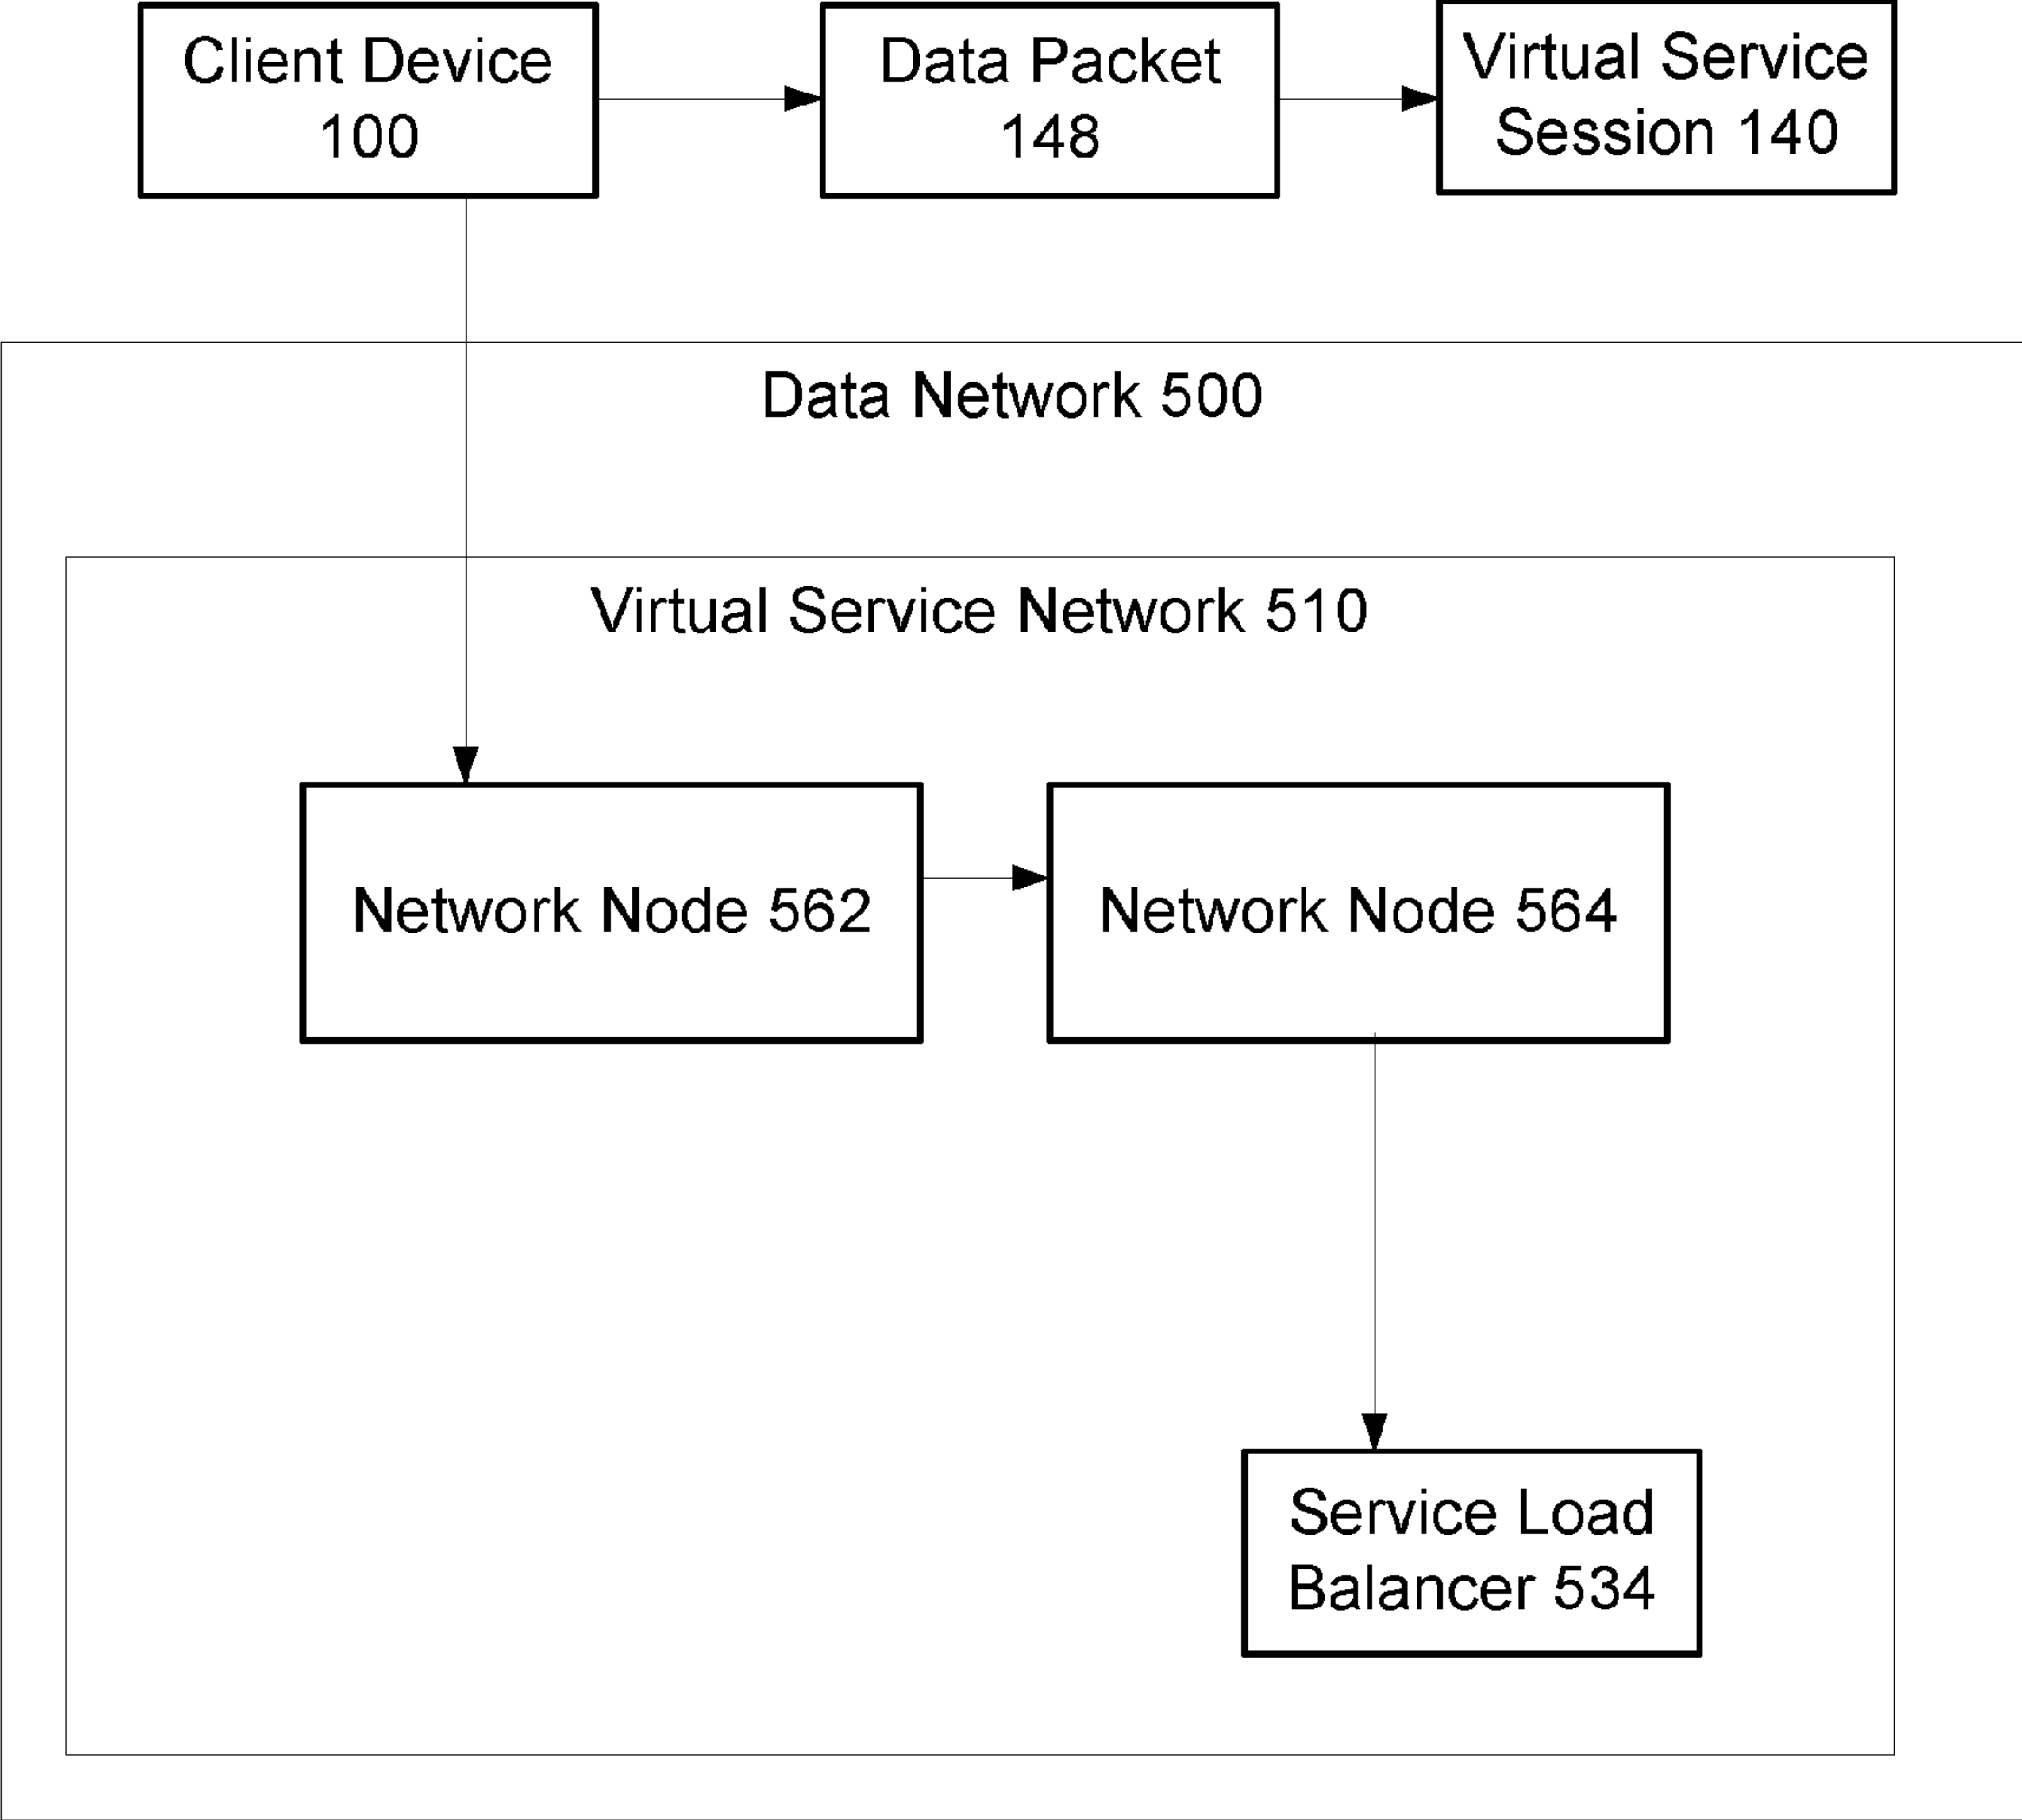 Client Device
100
Data Packet
148
Virtual Service
Session 140
Data Network 500
Virtual Service Network 510
Network Node 562
Network Node 564
Service Load
Balancer 534